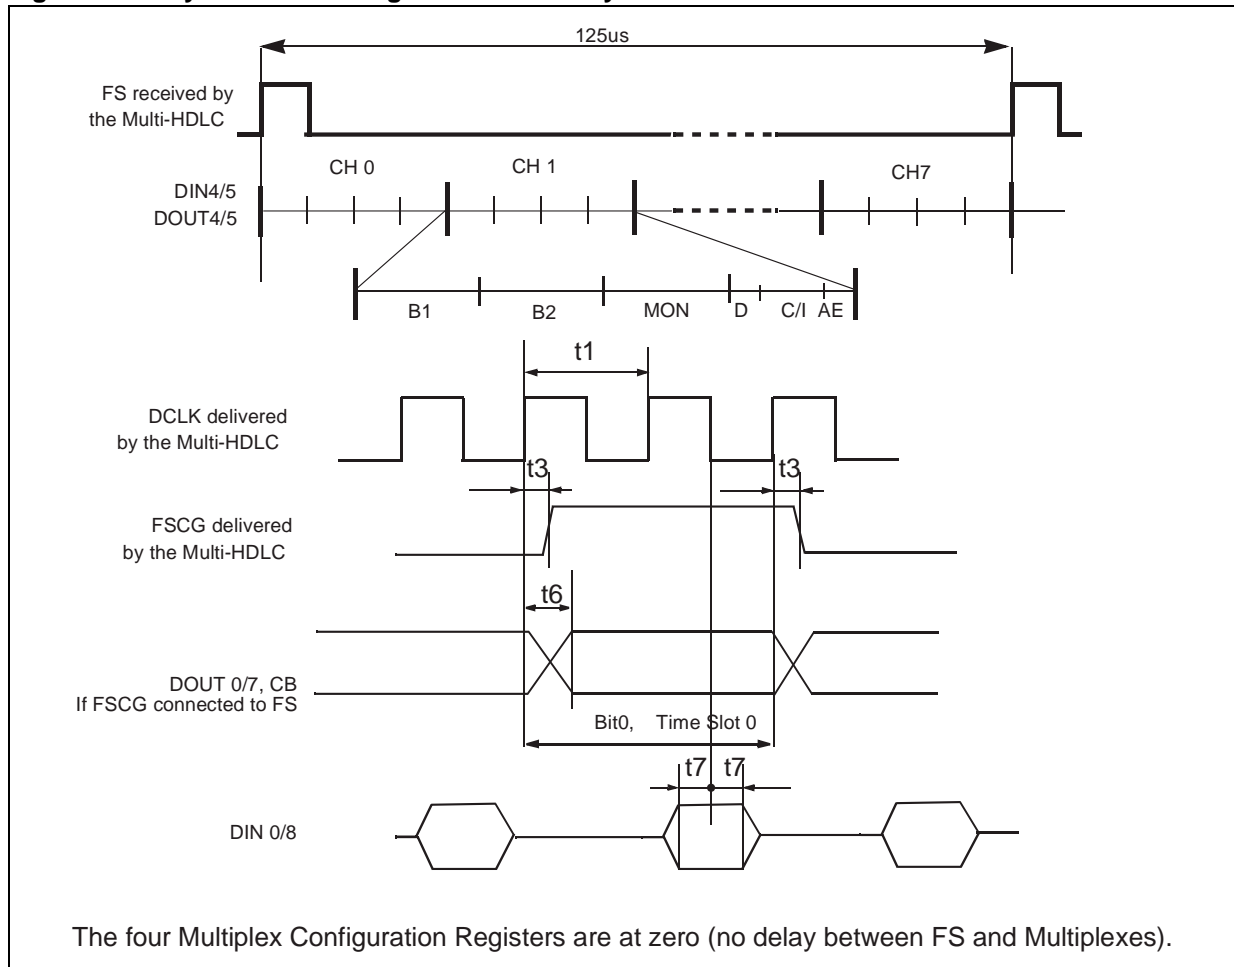 125us
FS received by
the Multi-HDLC
CH 0
CH 1
CH7
DIN4/5
DOUT4/5
B1
B2
MON
D
C/I
AE
t1
DCLK delivered
by the Multi-HDLC
t3
t3
FSCG delivered
by the Multi-HDLC
t6
DOUT 0/7, CB
If FSCG connected to FS
Bit0, Time Slot 0
t7
t7
DIN 0/8
The four Multiplex Configuration Registers are at zero (no delay between FS and Multiplexes).